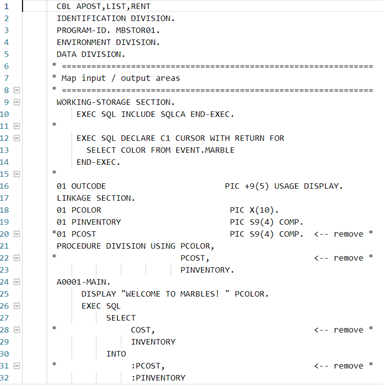 1 CBL APOST,LIST,RENT
2 IDENTIFICATION DIVISION.
3 PROGRAM-ID. MBSTOR01.
4 ENVIRONMENT DIVISION.
5 DATA DIVISION.
6 * ==============================================================
7 * Map input / output areas
8 * ==============================================================
9 WORKING-STORAGE SECTION.
10 EXEC SQL INCLUDE SQLCA END-EXEC.
11 *
12 EXEC SQL DECLARE C1 CURSOR WITH RETURN FOR
13 SELECT COLOR FROM EVENT.MARBLE
14 END-EXEC.
15 *
16 01 OUTCODE PIC +9(5) USAGE DISPLAY.
17 LINKAGE SECTION.
18 01 PCOLOR PIC X(10).
19 01 PINVENTORY PIC S9(4) COMP.
20 *01 PCOST PIC S9(4) COMP. <-- remove *
21 PROCEDURE DIVISION USING PCOLOR,
22 * PCOST, <-- remove *
23 PINVENTORY.
24 A0001-MAIN.
25 DISPLAY "WELCOME TO MARBLES! " PCOLOR.
26 EXEC SQL
27 SELECT
28 * COST, <-- remove *
29 INVENTORY
30 INTO
31 * :PCOST, <-- remove *
32 :PINVENTORY